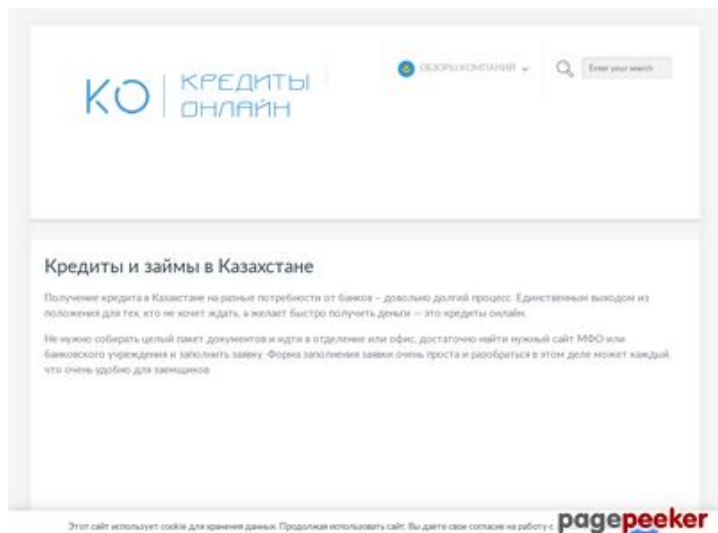 КО
КРЕДИТЫ
ОНЛАЙН
ОБЗОРЫ КОМПАНИЙ
Enter your search
Кредиты и займы в Казахстане
Получение кредита в Казахстане на разные потребности от банков – довольно долгий процесс. Единственным выходом из
положения для тех, кто не хочет ждать, а желает быстро получить деньги — это кредиты онлайн.
Не нужно собирать целый пакет документов и идти в отделение или офис, достаточно найти нужный сайт МФО или
банковского учреждения и заполнить заявку. Форма заполнения заявки очень проста и разобраться в этом деле может каждый,
что очень удобно для заемщиков.
Этот сайт использует cookie для хранения данных. Продолжая использовать сайт, Вы даете свое согласие на работу с
pagepeeker